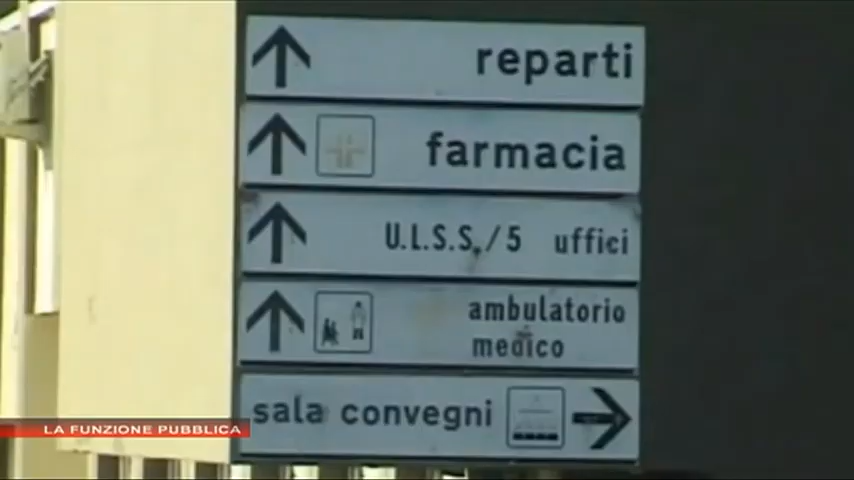 reparti
farmacia
U.L.S.S./5 uffici
ambulatorio
medico
sala convegni
LA FUNZIONE PUBBLICA